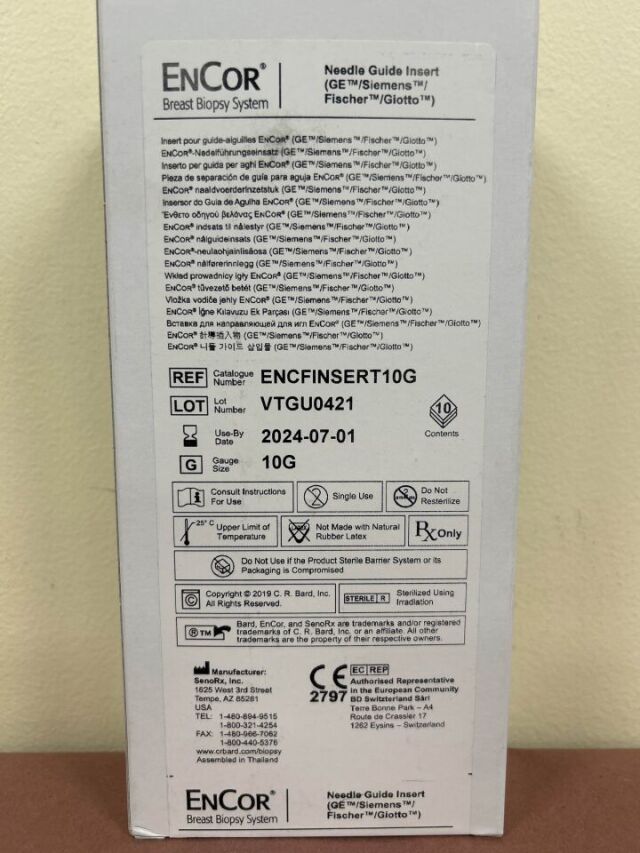 ENCOR®
Breast Biopsy System
Needle Guide Insert
(GE™/Siemens™/
Fischer™/Giotto™)
Insert pour guide-aiguilles ENCOR® (GE™/Siemens™/Fischer™/Giotto™)
ENCOR®-Nadelführungseinsatz (GE™/Siemens™/Fischer™/Giotto™)
Inserto per guida per aghi ENCOR® (GE™/Siemens™/Fischer™/Giotto™)
Pieza de separación de guía para aguja ENCOR® (GE™/Siemens™/Fischer™/Giotto™)
ENCOR® naaldvoerderinzetstuk (GE™/Siemens™/Fischer™/Giotto™)
Insersor do Guia de Agulha ENCOR® (GE™/Siemens™/Fischer™/Giotto™)
Ένθετο οδηγού βελόνας ENCOR® (GE™/Siemens™/Fischer™/Giotto™)
ENCOR® indsats til nålestyr (GE™/Siemens™/Fischer™/Giotto™)
ENCOR® nålguideinsats (GE™/Siemens™/Fischer™/Giotto™)
ENCOR®-neulaohjainlisäosa (GE™/Siemens™/Fischer™/Giotto™)
ENCOR® nålførerinnlegg (GE™/Siemens™/Fischer™/Giotto™)
Wkład prowadnicy igły ENCOR® (GE™/Siemens™/Fischer™/Giotto™)
ENCOR® tűvezető betét (GE™/Siemens™/Fischer™/Giotto™)
Vložka vodiče jehly ENCOR® (GE™/Siemens™/Fischer™/Giotto™)
ENCOR® İğne Kılavuzu Ek Parçası (GE™/Siemens™/Fischer™/Giotto™)
Вставка для направляющей для игл ENCOR® (GE™/Siemens™/Fischer™/Giotto™)
ENCOR® 針導插入物 (GE™/Siemens™/Fischer™/Giotto™)
ENCOR® 니들 가이드 삽입물 (GE™/Siemens™/Fischer™/Giotto™)
REF Catalogue Number ENCFINSERT10G
LOT Lot Number VTGU0421
10
Contents
Use-By Date 2024-07-01
G Gauge Size 10G
Consult Instructions
For Use
2 Single Use
Do Not
Resterilize
25° C Upper Limit of
Temperature
Not Made with Natural
Rubber Latex
Rx Only
Do Not Use if the Product Sterile Barrier System or its
Packaging is Compromised
© Copyright © 2019 C. R. Bard, Inc.
All Rights Reserved.
STERILE R Sterilized Using
Irradiation
® TM Bard, EnCor, and SenoRx are trademarks and/or registered
trademarks of C. R. Bard, Inc. or an affiliate. All other
trademarks are the property of their respective owners.
Manufacturer:
SenoRx, Inc.
1625 West 3rd Street
Tempe, AZ 85281
USA
TEL: 1-480-894-9515
1-800-321-4254
FAX: 1-480-966-7062
1-800-440-5376
www.crbard.com/biopsy
Assembled in Thailand
CE
2797
EC REP
Authorised Representative
in the European Community
BD Switzerland Sàrl
Terre Bonne Park – A4
Route de Crassier 17
1262 Eysins – Switzerland
ENCOR®
Breast Biopsy System
Needle Guide Insert
(GE™/Siemens™/
Fischer™/Giotto™)